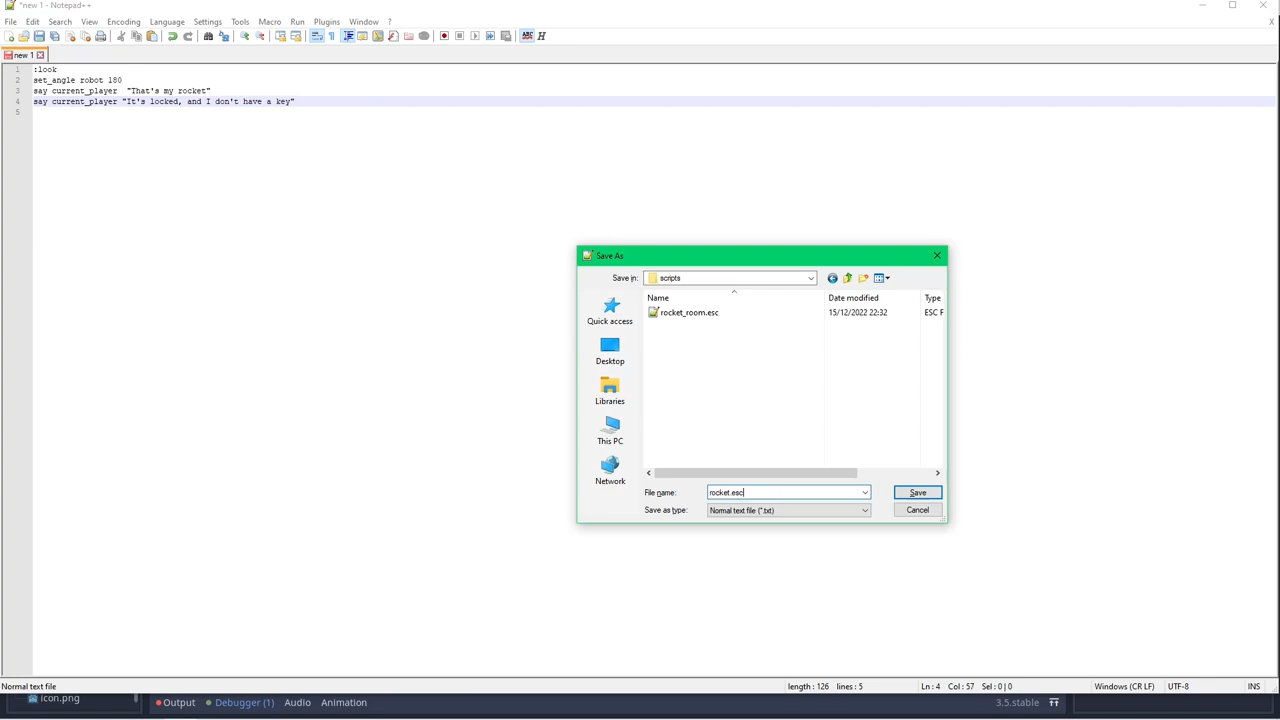 *new 1 - Notepad++
File Edit Search View Encoding Language Settings Tools Macro Run Plugins Window ?
X
new 1
1 :look
2 set_angle robot 180
3 say current_player  "That's my rocket"
4 say current_player "It's locked, and I don't have a key"
5
Save As
Save in: scripts
Name Date modified Type
rocket_room.esc 15/12/2022 22:32 ESC F
Quick access
Desktop
Libraries
This PC
Network
File name: rocket.esc Save
Save as type: Normal text file (*.txt) Cancel
Normal text file length : 126 lines : 5 Ln : 4 Col : 57 Sel : 0 | 0 Windows (CR LF) UTF-8 INS
icon.png Output Debugger (1) Audio Animation 3.5.stable